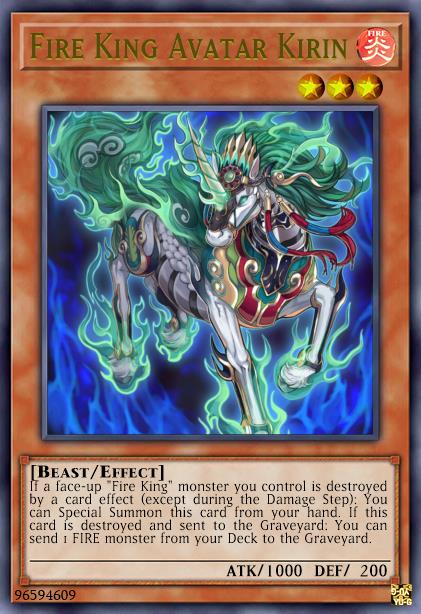 FIRE KING AVATAR KIRIN
FIRE
炎
[BEAST/EFFECT]
If a face-up "Fire King" monster you control is destroyed
by a card effect (except during the Damage Step): You
can Special Summon this card from your hand. If this
card is destroyed and sent to the Graveyard: You can
send 1 FIRE monster from your Deck to the Graveyard.
ATK/1000 DEF/ 200
96594609